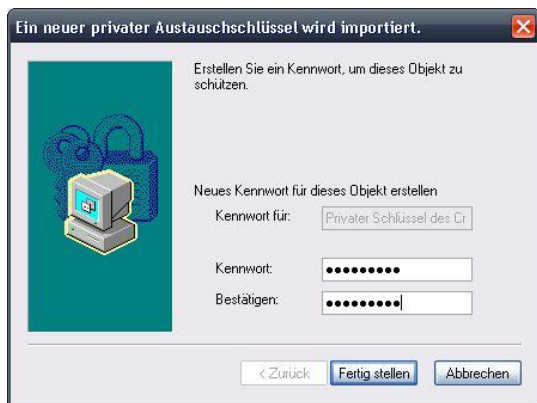 Ein neuer privater Austauschschlüssel wird importiert.
Erstellen Sie ein Kennwort, um dieses Objekt zu
schützen.
Neues Kennwort für dieses Objekt erstellen
Kennwort für:
Privater Schlüssel des Cr
Kennwort:
●●●●●●●●●
Bestätigen:
●●●●●●●●●
< Zurück
Fertig stellen
Abbrechen